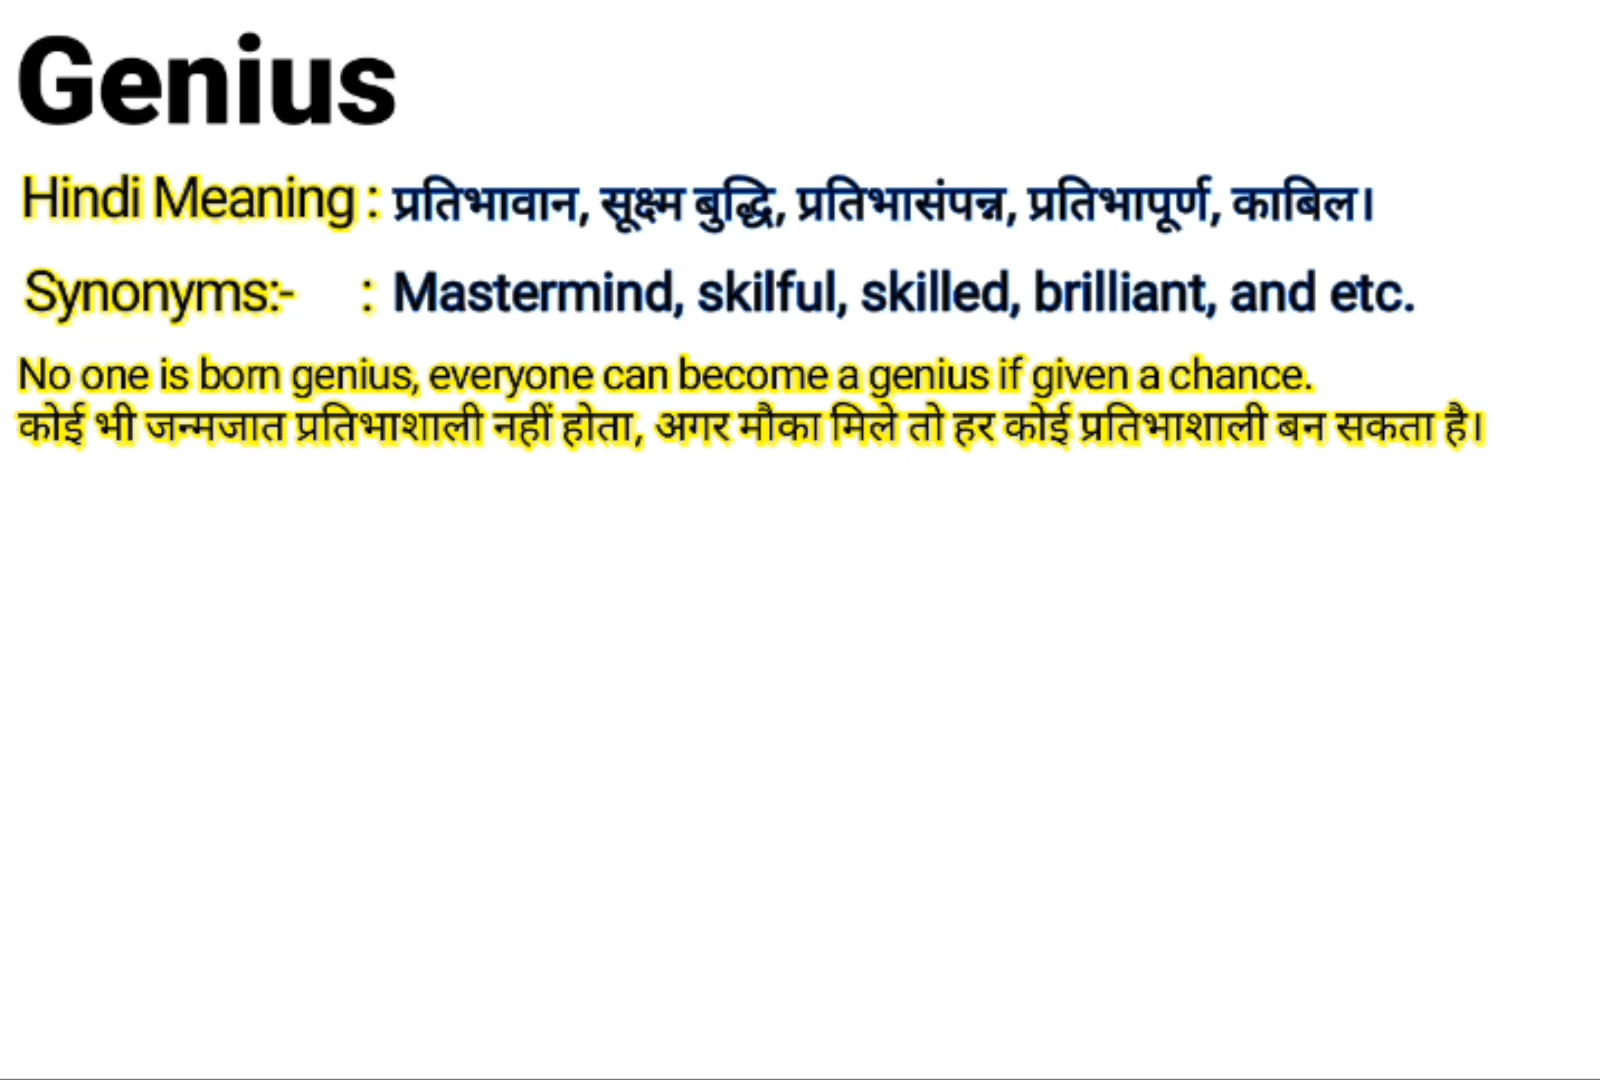 Genius
Hindi Meaning : प्रतिभावान, सूक्ष्म बुद्धि, प्रतिभासंपन्न, प्रतिभापूर्ण, काबिल।
Synonyms:- : Mastermind, skilful, skilled, brilliant, and etc.
No one is born genius, everyone can become a genius if given a chance.
कोई भी जन्मजात प्रतिभाशाली नहीं होता, अगर मौका मिले तो हर कोई प्रतिभाशाली बन सकता है।